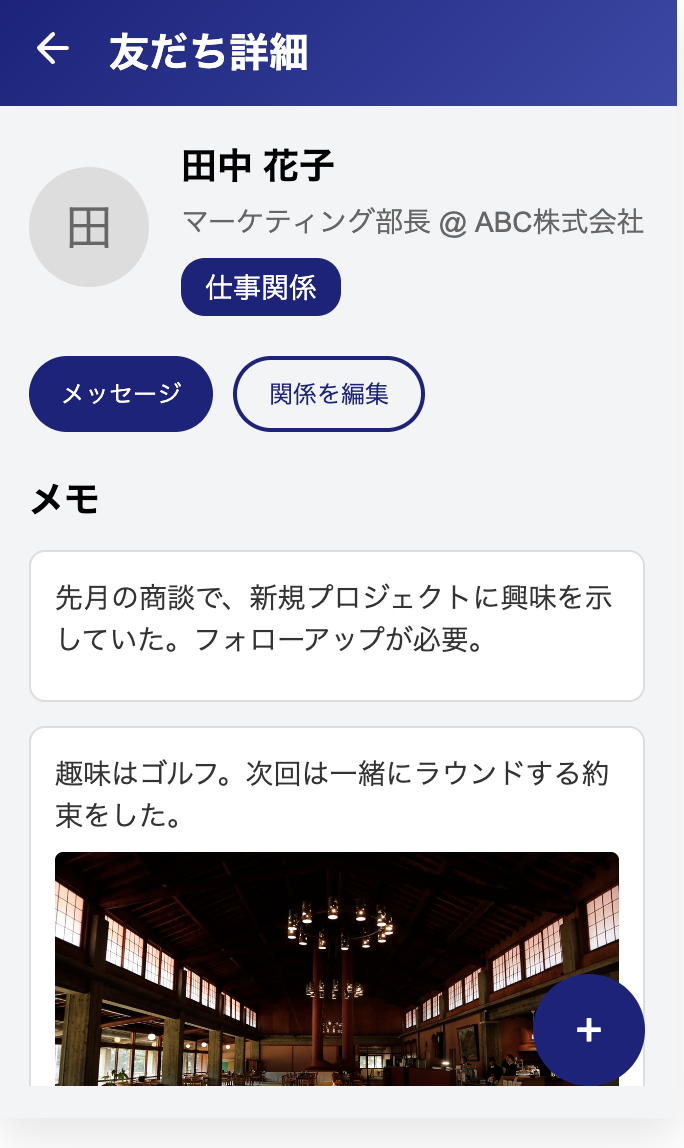 友だち詳細
田
田中 花子
マーケティング部長 @ ABC株式会社
仕事関係
メッセージ
関係を編集
メモ
先月の商談で、新規プロジェクトに興味を示
していた。フォローアップが必要。
趣味はゴルフ。次回は一緒にラウンドする約
束をした。
+